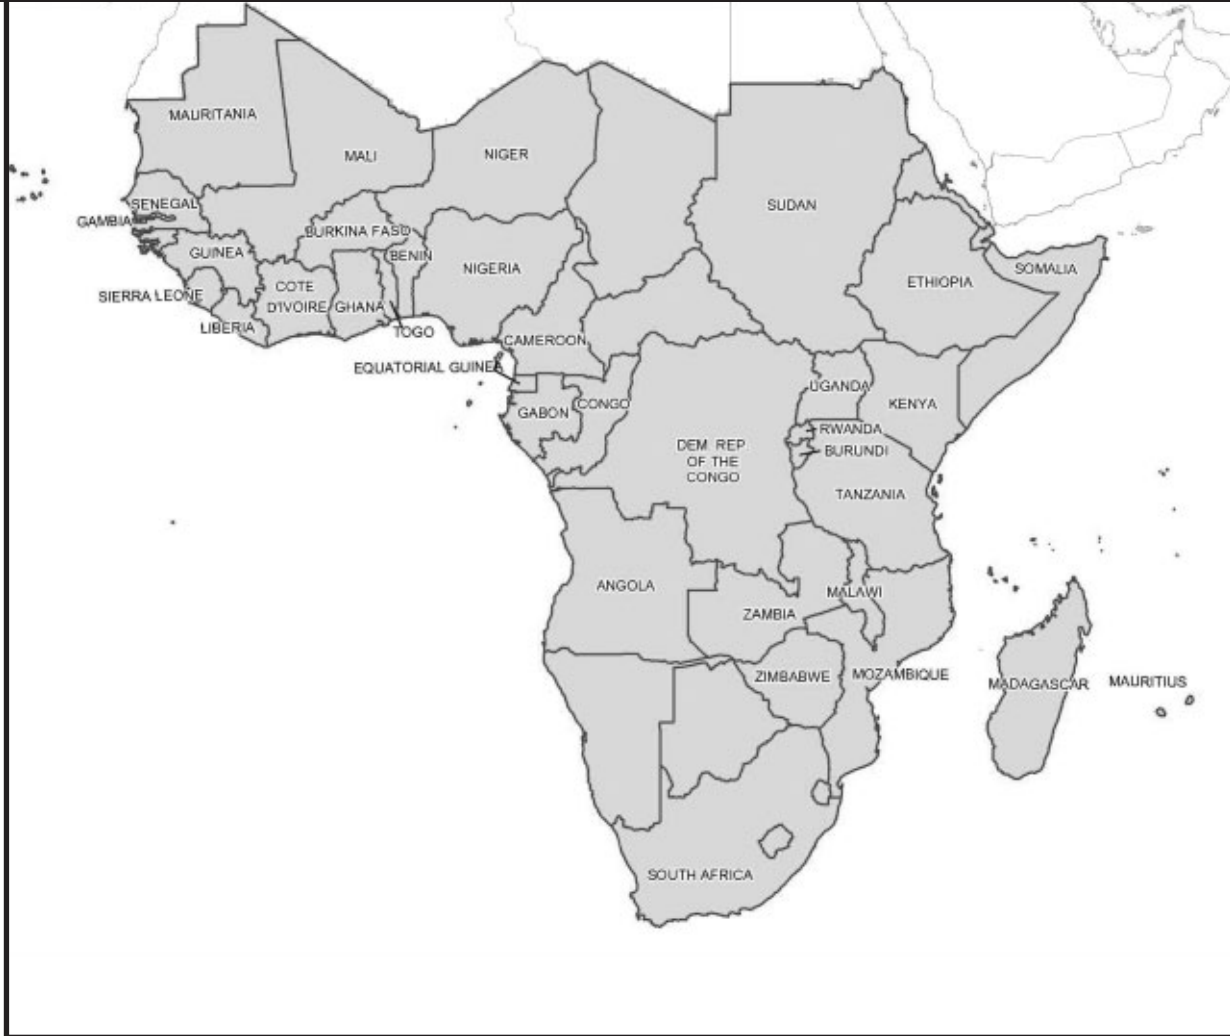 MAURITANIA
MALI
NIGER
SUDAN
SENEGAL
GAMBIA
BURKINA FASO
GUINEA
BENIN
NIGERIA
ETHIOPIA
SOMALIA
SIERRA LEONE
COTE
D'IVOIRE
GHANA
LIBERIA
TOGO
CAMEROON
EQUATORIAL GUINEA
GABON
CONGO
UGANDA
KENYA
RWANDA
BURUNDI
DEM. REP.
OF THE
CONGO
TANZANIA
ANGOLA
MALAWI
ZAMBIA
ZIMBABWE
MOZAMBIQUE
MADAGASCAR
MAURITIUS
SOUTH AFRICA